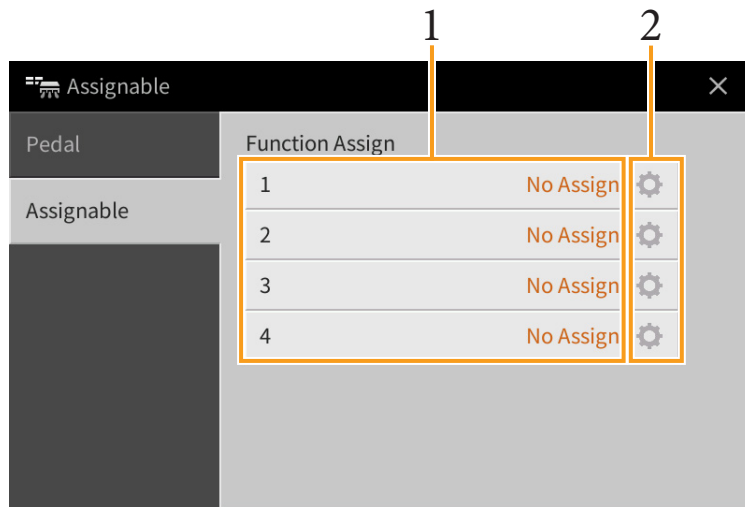 1 2
Assignable
Pedal
Function Assign
Assignable
1 No Assign
2 No Assign
3 No Assign
4 No Assign